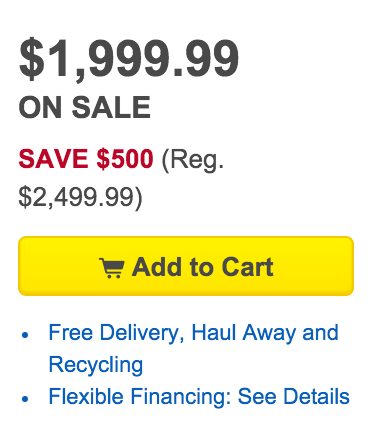 $1,999.99
ON SALE
SAVE $500 (Reg.
$2,499.99)
Add to Cart
Free Delivery, Haul Away and
Recycling
Flexible Financing: See Details